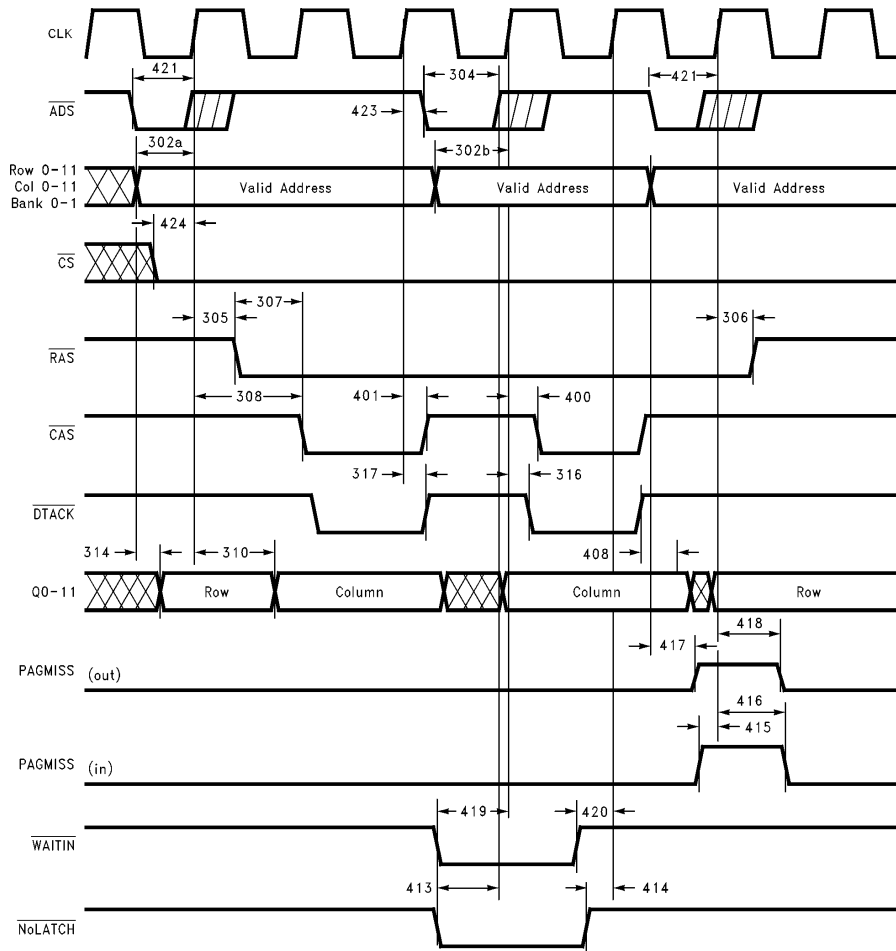 CLK
421
304
421
ADS
423
302a
302b
Row 0-11
Col 0-11
Bank 0-1
Valid Address
Valid Address
Valid Address
424
CS
307
305
306
RAS
308
401
400
CAS
317
316
DTACK
314
310
408
Q0-11
Row
Column
Column
Row
418
417
PAGMISS (out)
416
415
PAGMISS (in)
419
420
WAITIN
413
414
NoLATCH